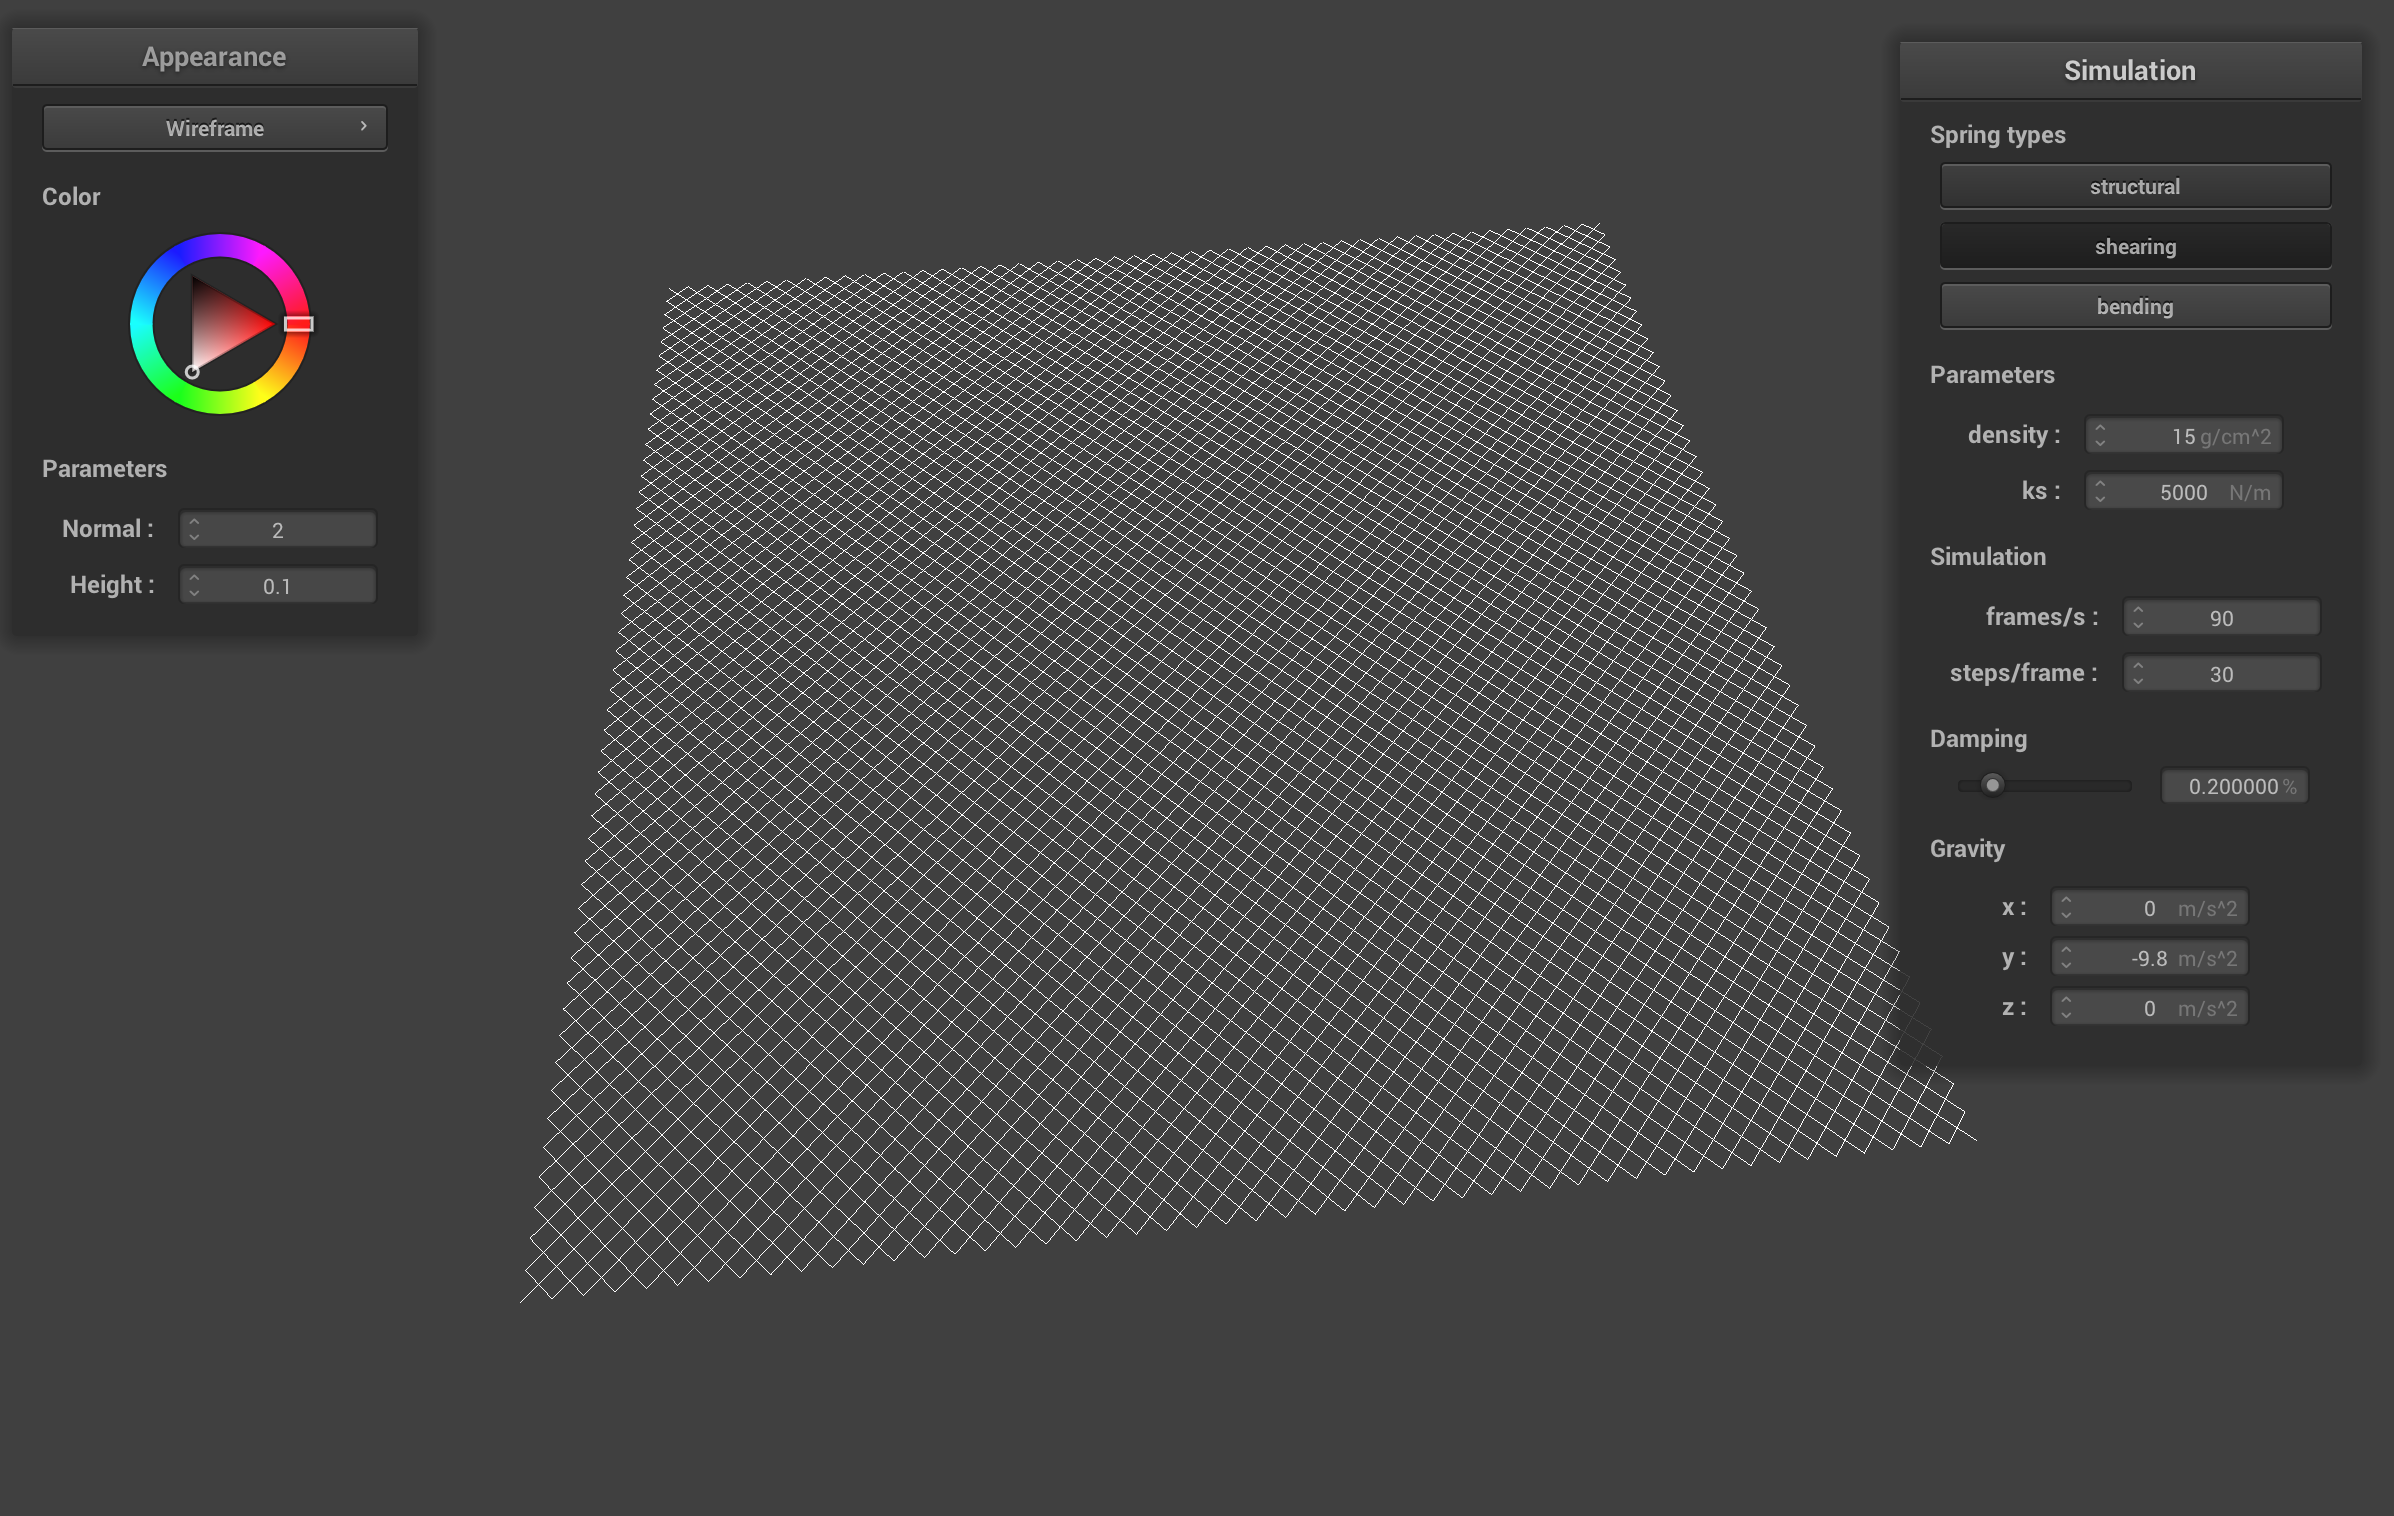 Appearance
Wireframe
Color
Parameters
Normal : 2
Height : 0.1
Simulation
Spring types
structural
shearing
bending
Parameters
density : 15 g/cm^2
ks : 5000 N/m
Simulation
frames/s : 90
steps/frame : 30
Damping
0.200000 %
Gravity
x : 0 m/s^2
y : -9.8 m/s^2
z : 0 m/s^2